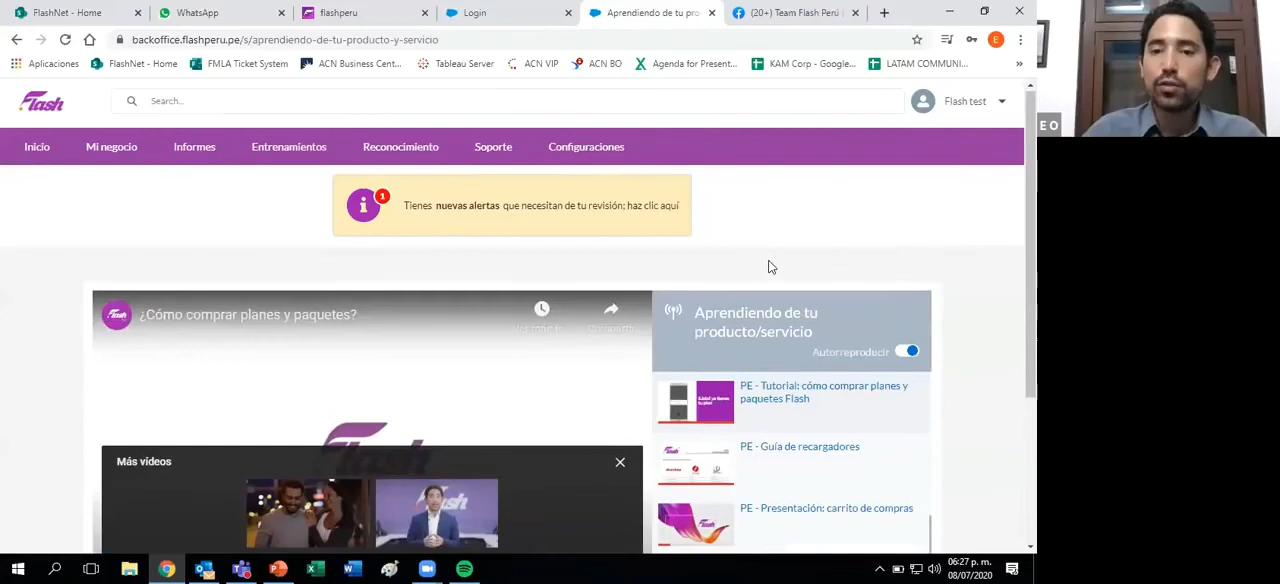 FlashNet - Home
WhatsApp
flashperu
Login
Aprendiendo de tu pro
(20+) Team Flash Perú
backoffice.flashperu.pe/s/aprendiendo-de-tu-producto-y-servicio
E
Aplicaciones
FlashNet - Home
FMLA Ticket System
ACN Business Cent...
Tableau Server
ACN VIP
ACN BO
Agenda for Present...
KAM Corp - Google...
LATAM COMMUNI...
»
Flash
Search...
Flash test
EO
Inicio
Mi negocio
Informes
Entrenamientos
Reconocimiento
Soporte
Configuraciones
1
Tienes nuevas alertas que necesitan de tu revisión; haz clic aquí
Flash
¿Cómo comprar planes y paquetes?
Aprendiendo de tu
producto/servicio
Autorreproducir
PE - Tutorial: cómo comprar planes y
paquetes Flash
PE - Guía de recargadores
PE - Presentación: carrito de compras
Flash
Más vídeos
06:27 p. m.
08/07/2020